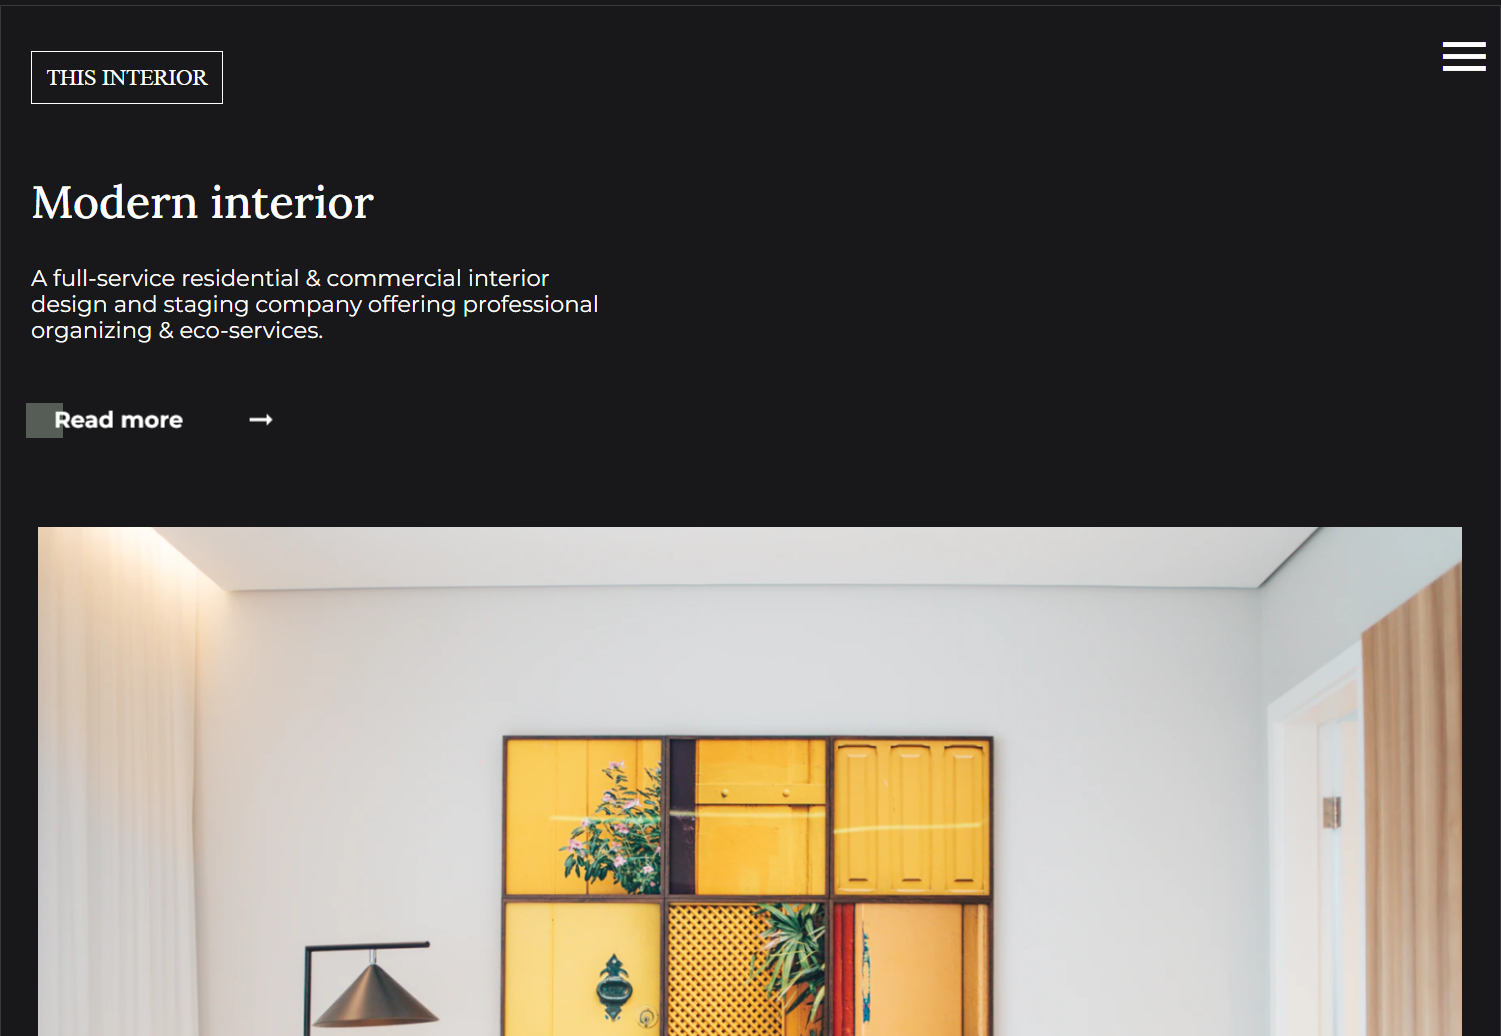 THIS INTERIOR
Modern interior
A full-service residential & commercial interior
design and staging company offering professional
organizing & eco-services.
Read more